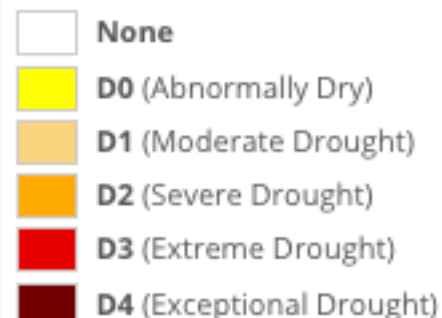 None
D0 (Abnormally Dry)
D1 (Moderate Drought)
D2 (Severe Drought)
D3 (Extreme Drought)
D4 (Exceptional Drought)